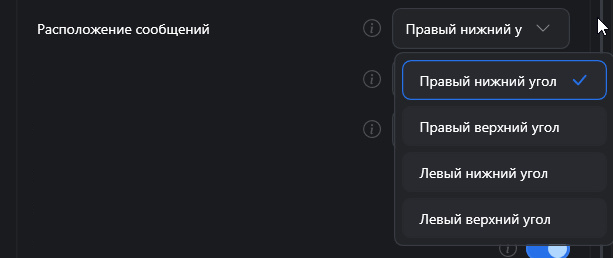 Расположение сообщений
Правый нижний у
Правый нижний угол
Правый верхний угол
Левый нижний угол
Левый верхний угол